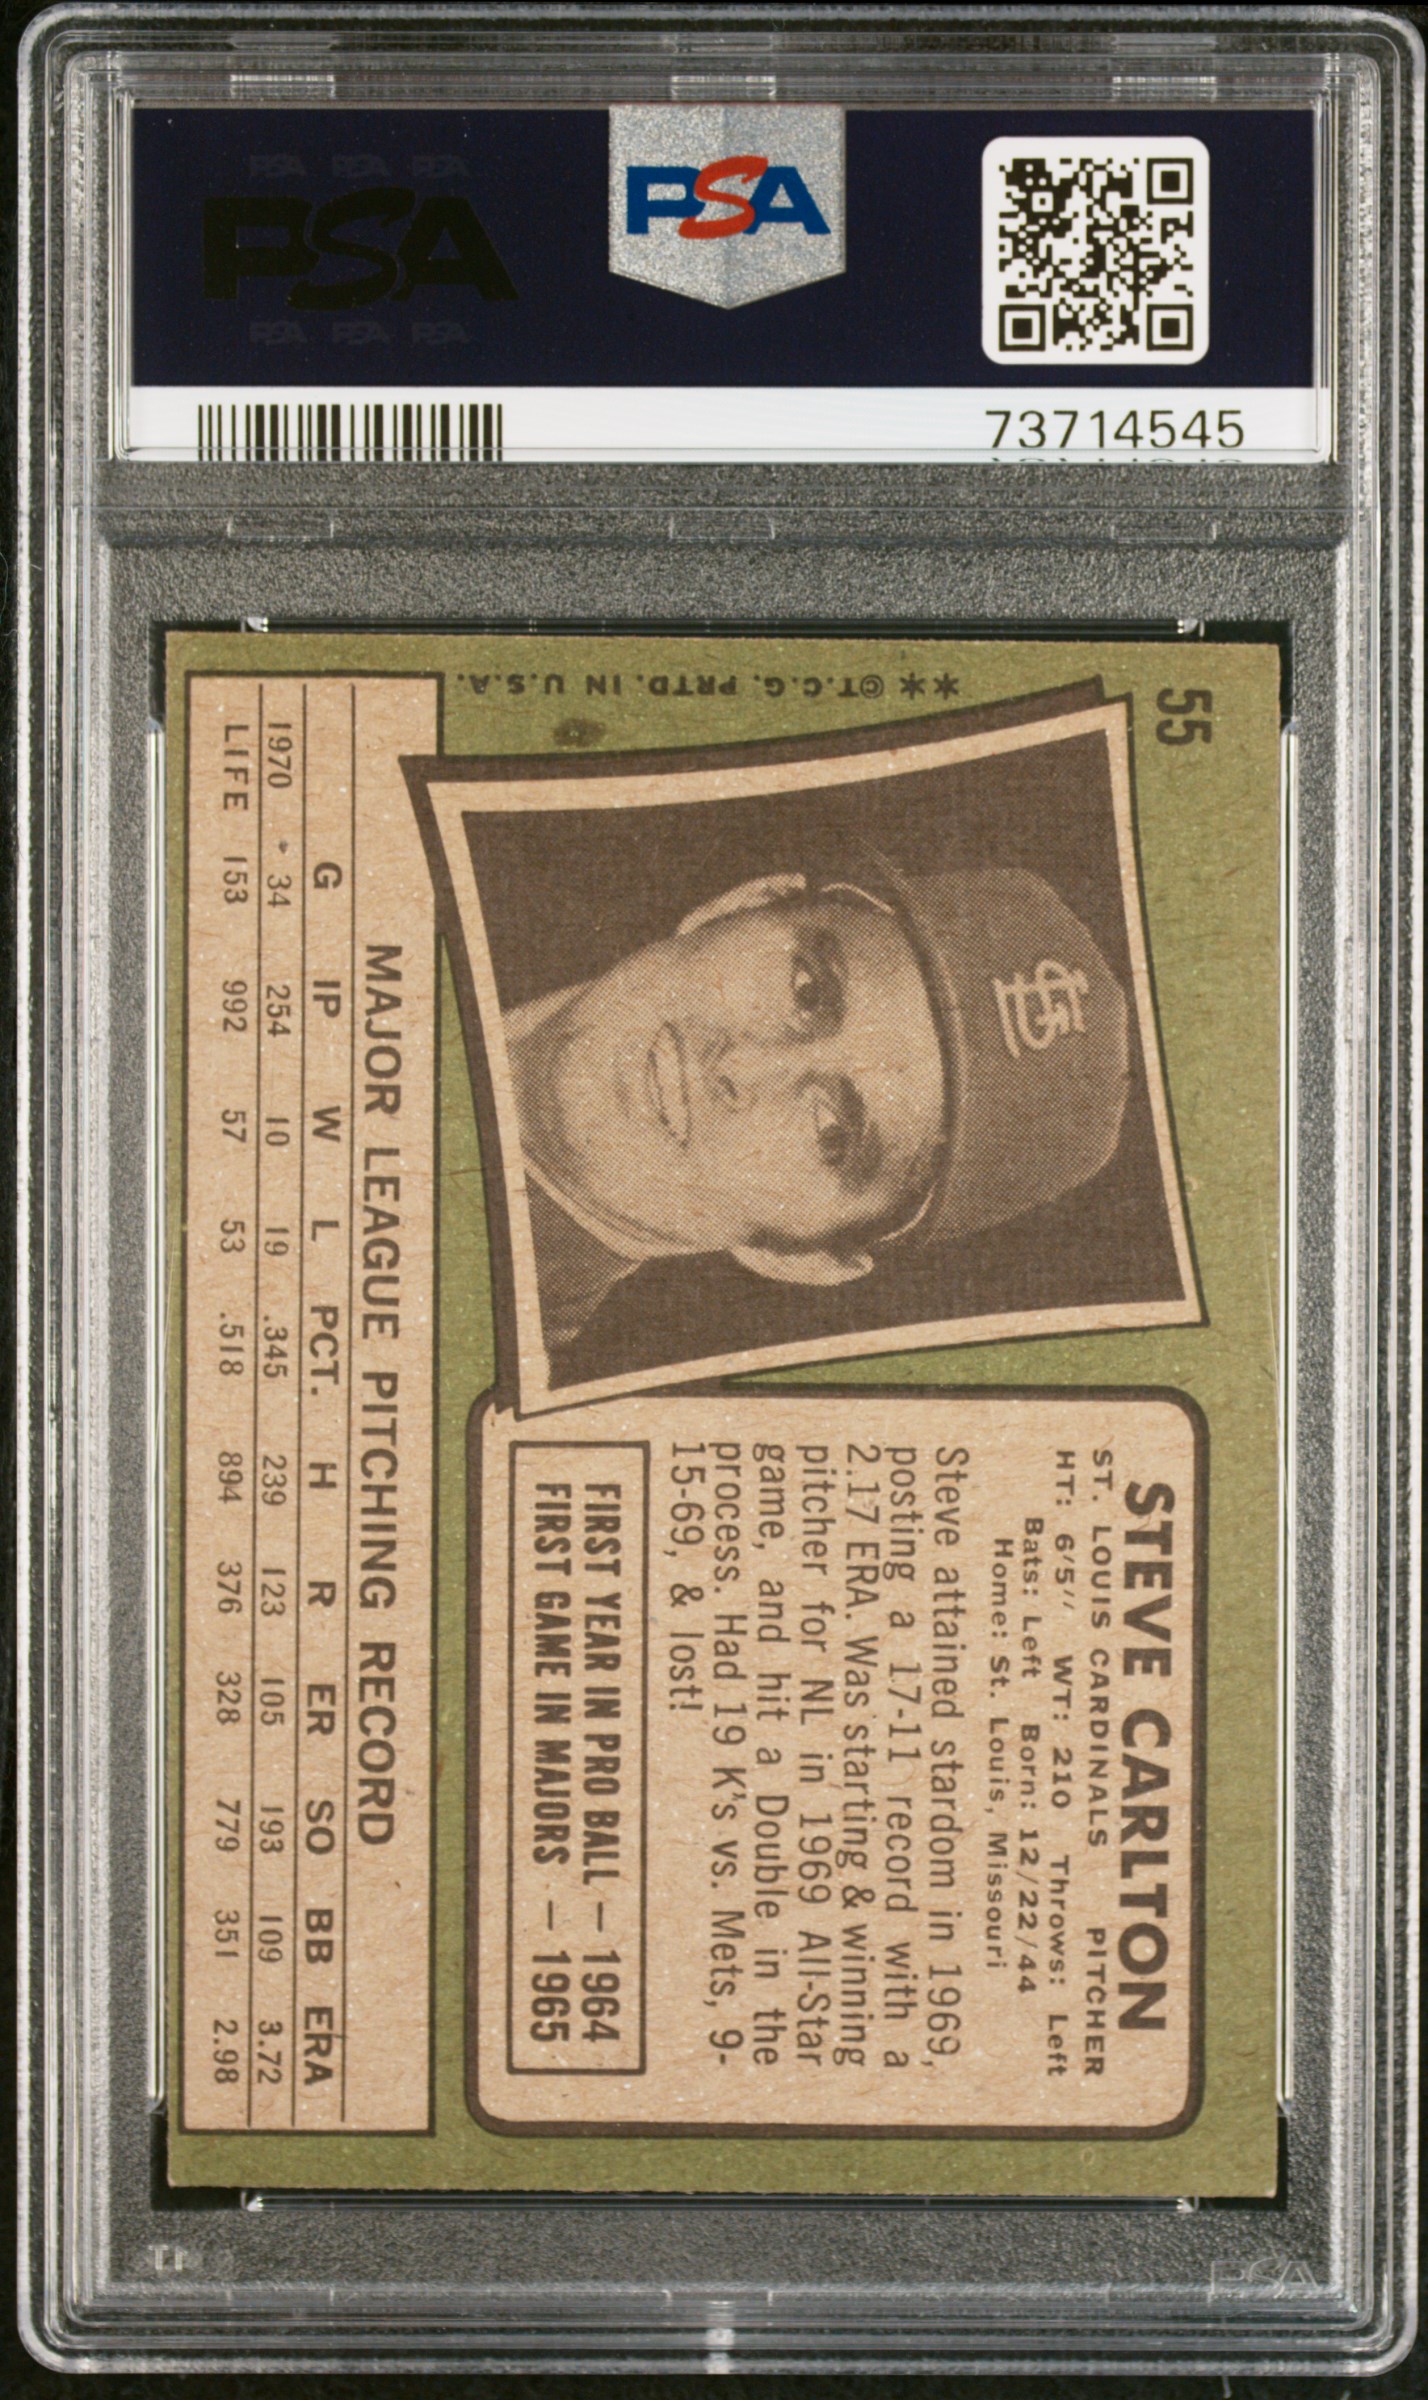 PSA PSA PSA
PSA
PSA PSA PSA
PSA
73714545
55
** ©T.C.G. PRTD. IN U.S.A.
STEVE CARLTON
ST. LOUIS CARDINALS PITCHER
HT: 6'5'' WT: 210 Throws: Left
Bats: Left Born: 12/22/44
Home: St. Louis, Missouri
Steve attained stardom in 1969,
posting a 17-11 record with a
2.17 ERA. Was starting & winning
pitcher for NL in 1969 All-Star
game, and hit a Double in the
process. Had 19 K's vs. Mets, 9-
15-69, & lost!
FIRST YEAR IN PRO BALL — 1964
FIRST GAME IN MAJORS — 1965
MAJOR LEAGUE PITCHING RECORD
G IP W L PCT. H R ER SO BB ERA
1970 34 254 10 19 .345 239 123 105 193 109 3.72
LIFE 153 992 57 53 .518 894 376 328 779 351 2.98
StL
PSA